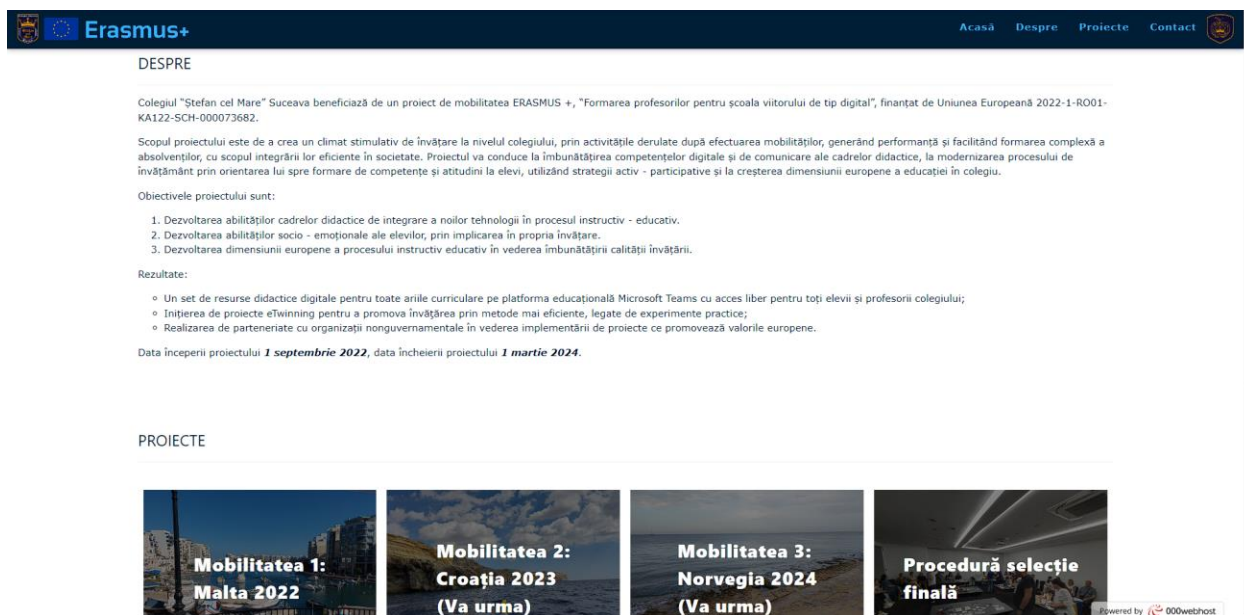 Erasmus+
Acasă Despre Proiecte Contact
DESPRE
Colegiul "Ștefan cel Mare" Suceava beneficiază de un proiect de mobilitatea ERASMUS +, "Formarea profesorilor pentru școala viitorului de tip digital", finanțat de Uniunea Europeană 2022-1-RO01-
KA122-SCH-000073682.
Scopul proiectului este de a crea un climat stimulativ de învățare la nivelul colegiului, prin activitățile derulate după efectuarea mobilităților, generând performanță și facilitând formarea complexă a
absolvenților, cu scopul integrării lor eficiente în societate. Proiectul va conduce la îmbunătățirea competențelor digitale și de comunicare ale cadrelor didactice, la modernizarea procesului de
învățământ prin orientarea lui spre formare de competențe și atitudini la elevi, utilizând strategii activ - participative și la creșterea dimensiunii europene a educației în colegiu.
Obiectivele proiectului sunt:
1. Dezvoltarea abilităților cadrelor didactice de integrare a noilor tehnologii în procesul instructiv - educativ.
2. Dezvoltarea abilităților socio - emoționale ale elevilor, prin implicarea în propria învățare.
3. Dezvoltarea dimensiunii europene a procesului instructiv educativ în vederea îmbunătățirii calității învățării.
Rezultate:
◦ Un set de resurse didactice digitale pentru toate ariile curriculare pe platforma educațională Microsoft Teams cu acces liber pentru toți elevii și profesorii colegiului;
◦ Inițierea de proiecte eTwinning pentru a promova învățărea prin metode mai eficiente, legate de experimente practice;
◦ Realizarea de parteneriate cu organizații nonguvernamentale în vederea implementării de proiecte ce promovează valorile europene.
Data începerii proiectului 1 septembrie 2022, data încheierii proiectului 1 martie 2024.
PROIECTE
Mobilitatea 1:
Malta 2022
Mobilitatea 2:
Croația 2023
(Va urma)
Mobilitatea 3:
Norvegia 2024
(Va urma)
Procedură selecție
finală
Powered by 000webhost